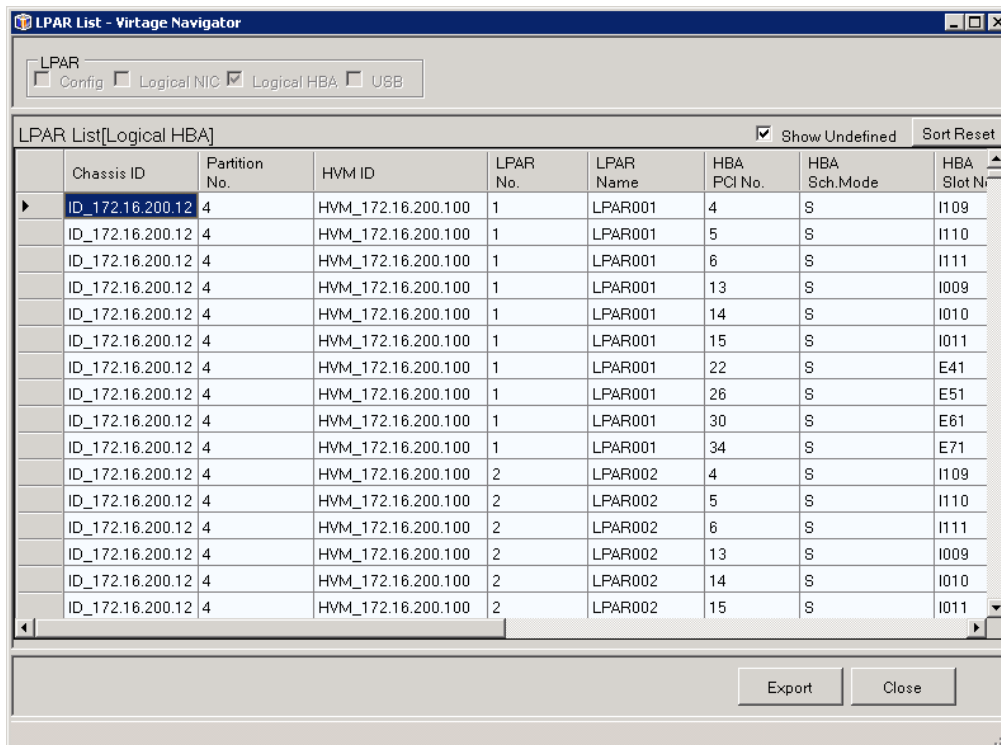 LPAR List - Virtage Navigator
LPAR
Config Logical NIC Logical HBA USB
LPAR List[Logical HBA] Show Undefined Sort Reset
Chassis ID Partition No. HVM ID LPAR No. LPAR Name HBA PCI No. HBA Sch.Mode HBA Slot
ID_172.16.200.12 4 HVM_172.16.200.100 1 LPAR001 4 S I109
ID_172.16.200.12 4 HVM_172.16.200.100 1 LPAR001 5 S I110
ID_172.16.200.12 4 HVM_172.16.200.100 1 LPAR001 6 S I111
ID_172.16.200.12 4 HVM_172.16.200.100 1 LPAR001 13 S I009
ID_172.16.200.12 4 HVM_172.16.200.100 1 LPAR001 14 S I010
ID_172.16.200.12 4 HVM_172.16.200.100 1 LPAR001 15 S I011
ID_172.16.200.12 4 HVM_172.16.200.100 1 LPAR001 22 S E41
ID_172.16.200.12 4 HVM_172.16.200.100 1 LPAR001 26 S E51
ID_172.16.200.12 4 HVM_172.16.200.100 1 LPAR001 30 S E61
ID_172.16.200.12 4 HVM_172.16.200.100 1 LPAR001 34 S E71
ID_172.16.200.12 4 HVM_172.16.200.100 2 LPAR002 4 S I109
ID_172.16.200.12 4 HVM_172.16.200.100 2 LPAR002 5 S I110
ID_172.16.200.12 4 HVM_172.16.200.100 2 LPAR002 6 S I111
ID_172.16.200.12 4 HVM_172.16.200.100 2 LPAR002 13 S I009
ID_172.16.200.12 4 HVM_172.16.200.100 2 LPAR002 14 S I010
ID_172.16.200.12 4 HVM_172.16.200.100 2 LPAR002 15 S I011
Export Close